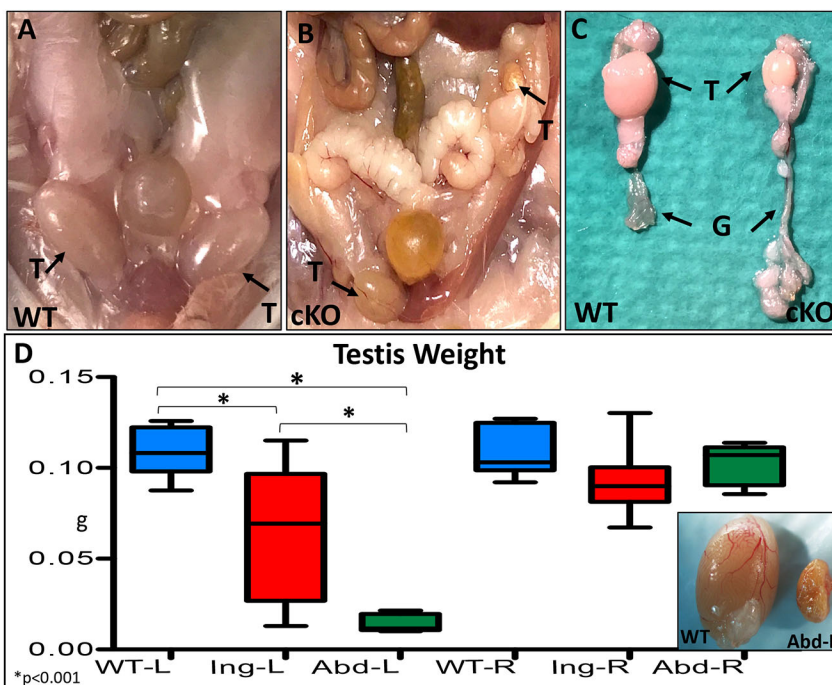 A
T
T
WT
B
T
T
cKO
C
T
G
WT
cKO
D
Testis Weight
0.15
0.10
0.05
0.00
g
*
*
*
WT-L
Ing-L
Abd-L
WT-R
Ing-R
Abd-R
WT
*p<0.001